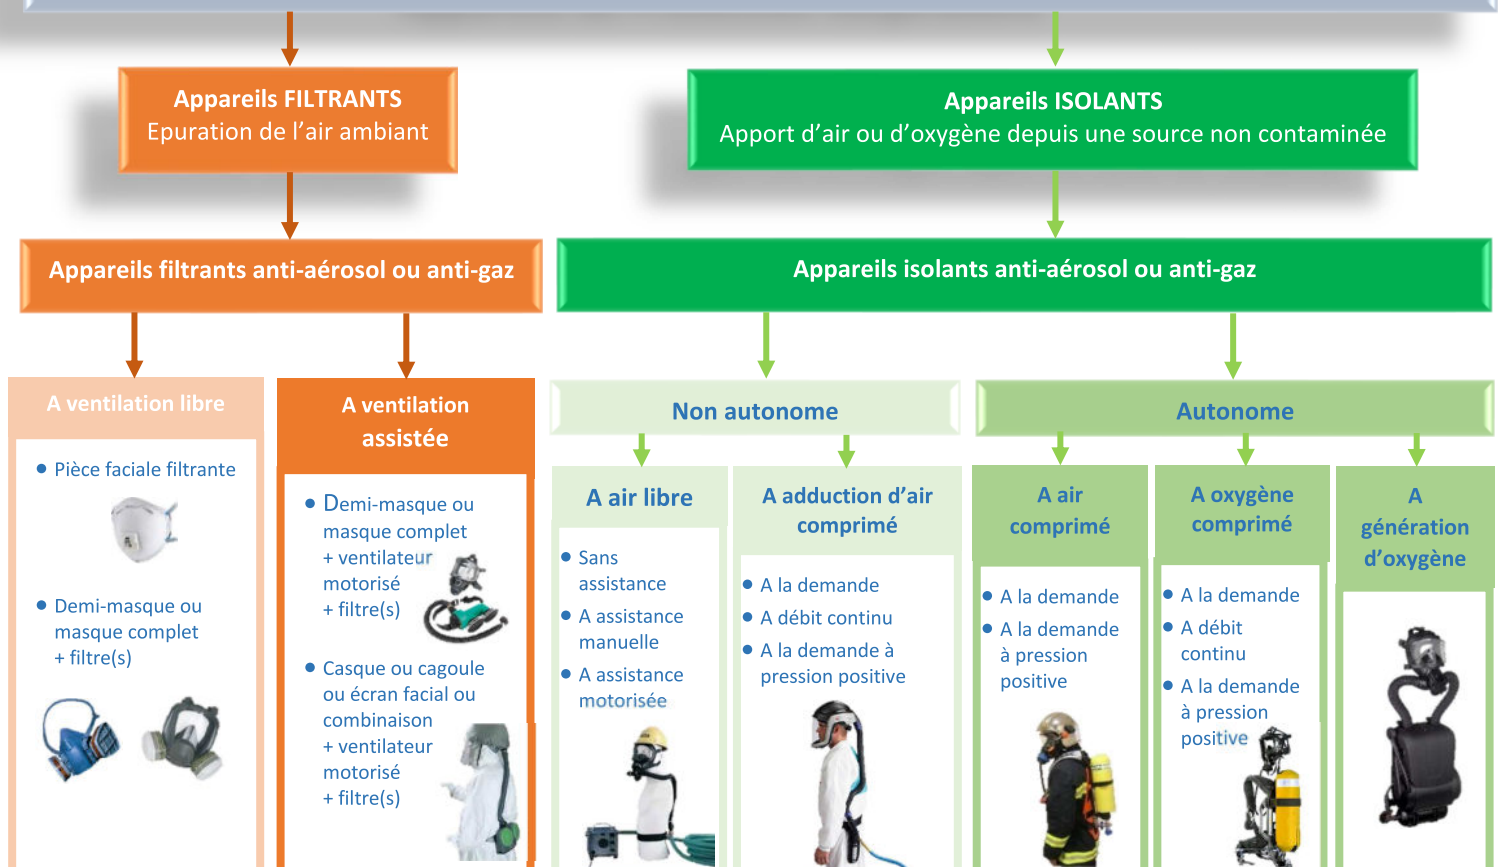 Appareils FILTRANTS
Epuration de l’air ambiant
Appareils ISOLANTS
Apport d’air ou d’oxygène depuis une source non contaminée
Appareils filtrants anti-aérosol ou anti-gaz
Appareils isolants anti-aérosol ou anti-gaz
A ventilation libre
• Pièce faciale filtrante
• Demi-masque ou
masque complet
+ filtre(s)
A ventilation
assistée
• Demi-masque ou
masque complet
+ ventilateur
motorisé
+ filtre(s)
• Casque ou cagoule
ou écran facial ou
combinaison
+ ventilateur
motorisé
+ filtre(s)
Non autonome
A air libre
• Sans
assistance
• A assistance
manuelle
• A assistance
motorisée
A adduction d’air
comprimé
• A la demande
• A débit continu
• A la demande à
pression positive
Autonome
A air
comprimé
• A la demande
• A la demande
à pression
positive
A oxygène
comprimé
• A la demande
• A débit
continu
• A la demande
à pression
positive
A
génération
d’oxygène